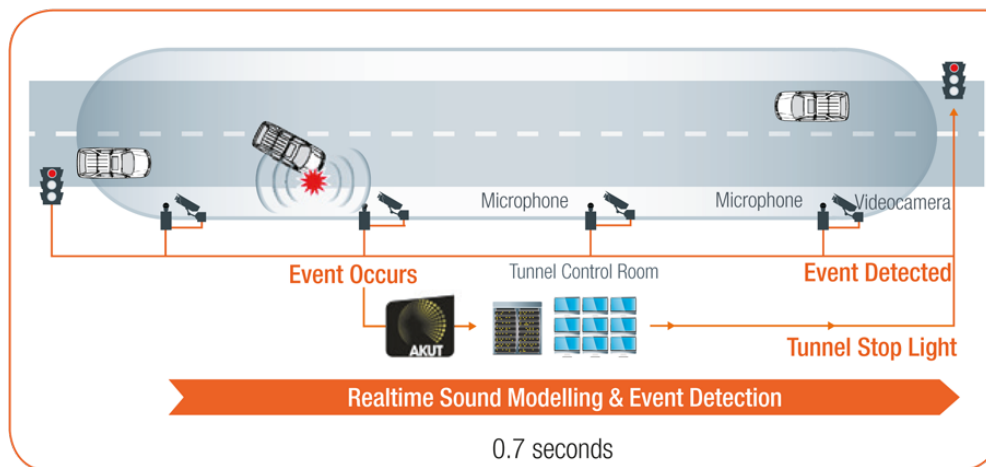 Microphone
Microphone
Videocamera
Event Occurs
Tunnel Control Room
Event Detected
AKUT
Tunnel Stop Light
Realtime Sound Modelling & Event Detection
0.7 seconds